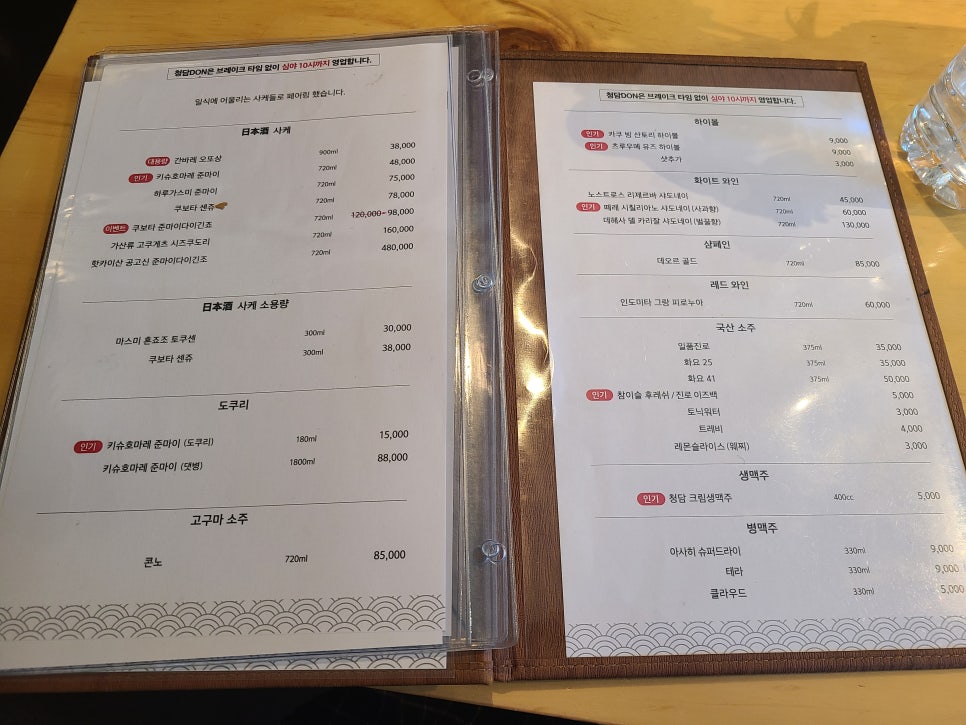 청담DON은 브레이크 타임 없이 심야 10시까지 영업합니다.
일식에 어울리는 사케들로 페어링 했습니다.
日本酒 사케
대용량 간바레 오또상 900ml 38,000
인기 키슈호마레 준마이 720ml 48,000
하루가스미 준마이 720ml 75,000
쿠보타 센쥬 720ml 78,000
이벤트 쿠보타 준마이다이긴죠 720ml 120,000- 98,000
가산류 고쿠게츠 시즈쿠도리 720ml 160,000
핫카이산 공고신 준마이다이긴조 720ml 480,000
日本酒 사케 소용량
마스미 혼죠조 토쿠센 300ml 30,000
쿠보타 센쥬 300ml 38,000
도쿠리
인기 키슈호마레 준마이 (도쿠리) 180ml 15,000
키슈호마레 준마이 (댓병) 1800ml 88,000
고구마 소주
콘노 720ml 85,000
청담DON은 브레이크 타임 없이 심야 10시까지 영업합니다.
하이볼
인기 카쿠 빔 산토리 하이볼 9,000
인기 츠루우메 유즈 하이볼 9,000
샷추가 3,000
화이트 와인
노스트로스 리제르바 샤도네이 720ml 45,000
인기 떼레 시칠리아노 샤도네이 (사과향) 720ml 60,000
데헤사 델 카리잘 샤도네이 (벌꿀향) 720ml 130,000
샴페인
데오르 골드 720ml 85,000
레드 와인
인도미타 그랑 피로누아 720ml 60,000
국산 소주
일품진로 375ml 35,000
화요 25 375ml 35,000
화요 41 375ml 50,000
인기 참이슬 후레쉬 / 진로 이즈백 5,000
토닉워터 3,000
트레비 4,000
레몬슬라이스 (웨찌) 3,000
생맥주
인기 청담 크림생맥주 400cc 5,000
병맥주
아사히 슈퍼드라이 330ml 9,000
테라 330ml 9,000
클라우드 330ml 5,000